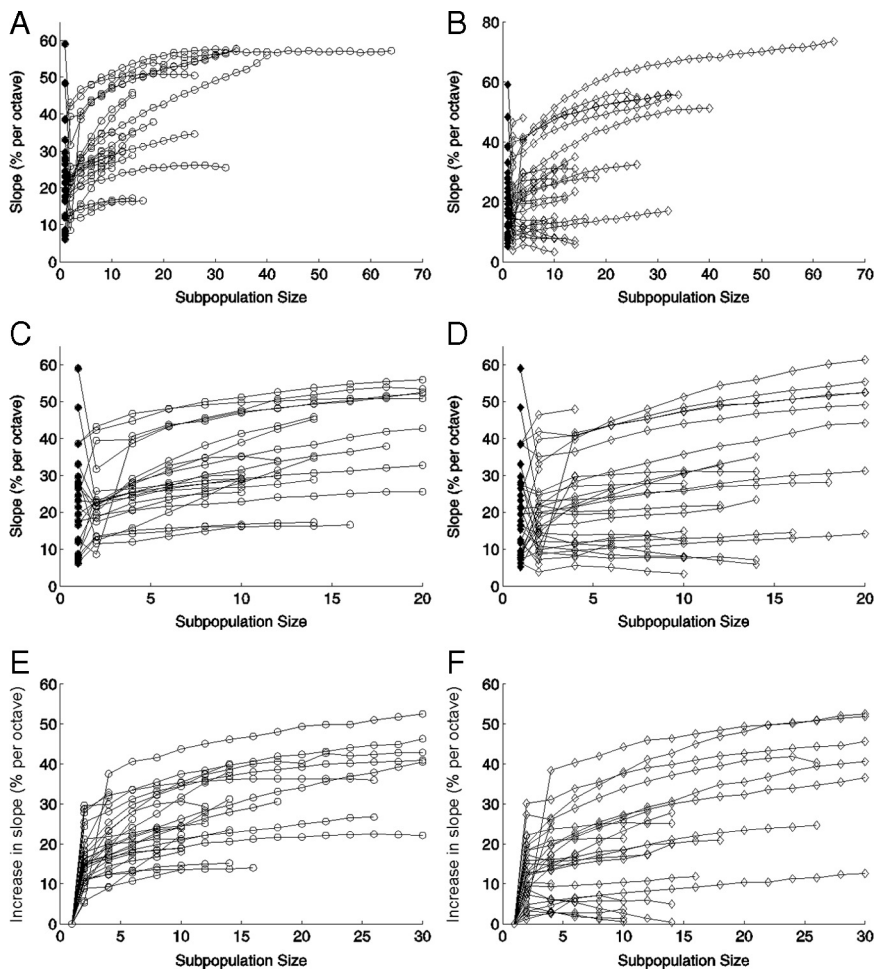 A
60
50
40
30
20
10
0
Slope (% per octave)
0 10 20 30 40 50 60 70
Subpopulation Size
B
80
60
40
20
0
Slope (% per octave)
0 10 20 30 40 50 60 70
Subpopulation Size
C
60
50
40
30
20
10
0
Slope (% per octave)
0 5 10 15 20
Subpopulation Size
D
60
50
40
30
20
10
0
Slope (% per octave)
0 5 10 15 20
Subpopulation Size
E
60
50
40
30
20
10
0
Increase in slope (% per octave)
0 5 10 15 20 25 30
Subpopulation Size
F
60
50
40
30
20
10
0
Increase in slope (% per octave)
0 5 10 15 20 25 30
Subpopulation Size